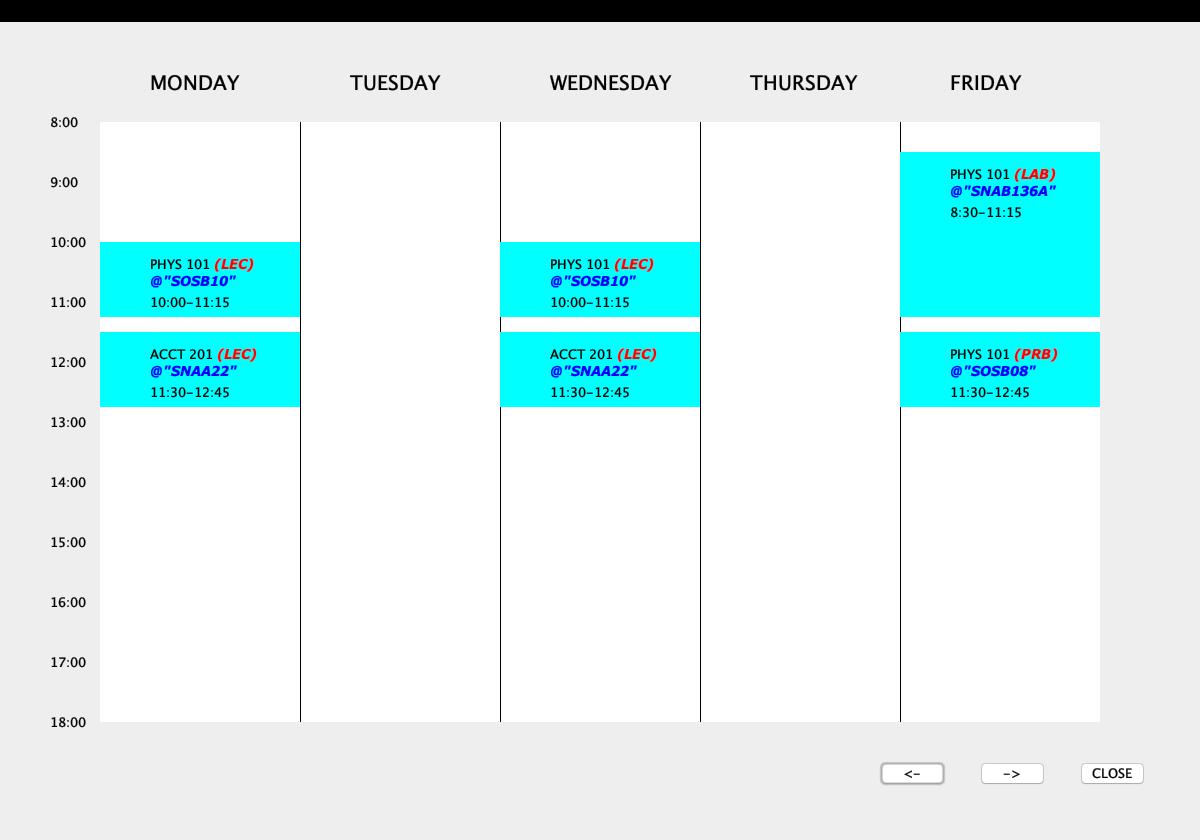 MONDAY TUESDAY WEDNESDAY THURSDAY FRIDAY
8:00
PHYS 101 (LAB)
@"SNAB136A"
8:30-11:15
9:00
10:00
PHYS 101 (LEC)
@"SOSB10"
10:00-11:15
PHYS 101 (LEC)
@"SOSB10"
10:00-11:15
11:00
ACCT 201 (LEC)
@"SNAA22"
11:30-12:45
ACCT 201 (LEC)
@"SNAA22"
11:30-12:45
PHYS 101 (PRB)
@"SOSB08"
11:30-12:45
12:00
13:00
14:00
15:00
16:00
17:00
18:00
<- -> CLOSE